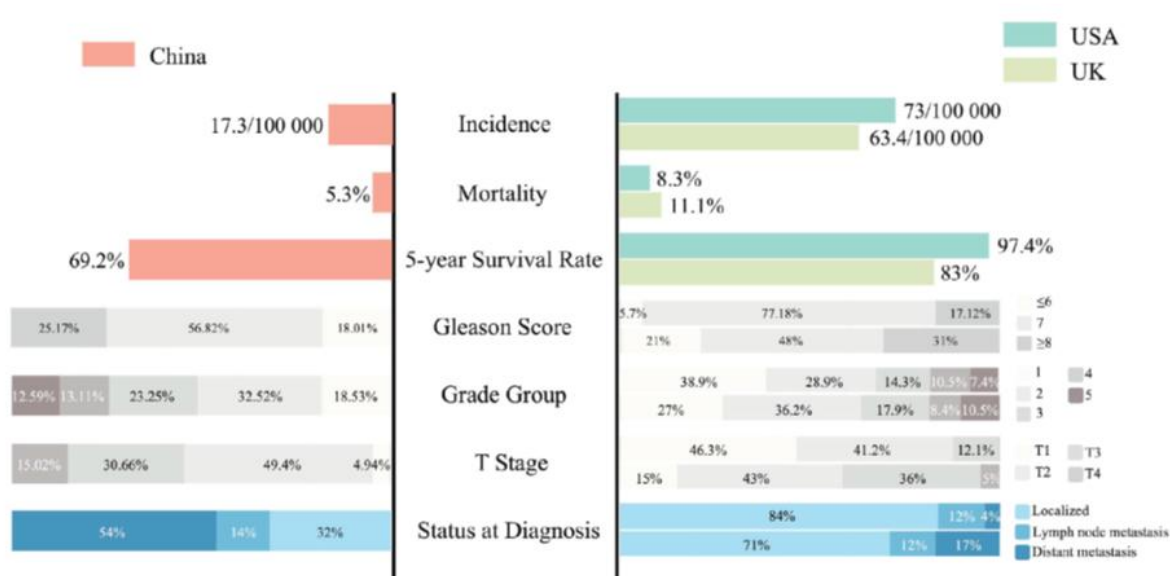 China
USA
UK
17.3/100 000
Incidence
73/100 000
63.4/100 000
5.3%
Mortality
8.3%
11.1%
69.2%
5-year Survival Rate
97.4%
83%
25.17% 56.82% 18.01%
Gleason Score
5.7% 77.18% 17.12%
21% 48% 31%
≤6
7
≥8
12.59% 13.11% 23.25% 32.52% 18.53%
Grade Group
38.9% 28.9% 14.3% 10.5% 7.4%
27% 36.2% 17.9% 8.4% 10.5%
1 4
2 5
3
15.02% 30.66% 49.4% 4.94%
T Stage
46.3% 41.2% 12.1%
15% 43% 36% 5%
T1 T3
T2 T4
54% 14% 32%
Status at Diagnosis
84% 12% 4%
71% 12% 17%
Localized
Lymph node metastasis
Distant metastasis